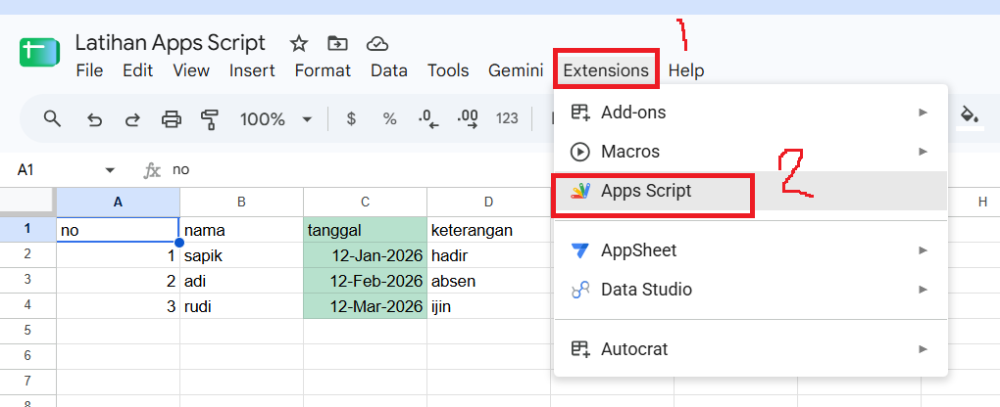 Latihan Apps Script
1
File Edit View Insert Format Data Tools Gemini Extensions Help
100% $ % .0 .00 123
Add-ons
Macros
Apps Script
2
AppSheet
Data Studio
Autocrat
A1 fx no
A B C D H
1 no nama tanggal keterangan
2 1 sapik 12-Jan-2026 hadir
3 2 adi 12-Feb-2026 absen
4 3 rudi 12-Mar-2026 ijin
5
6
7
8